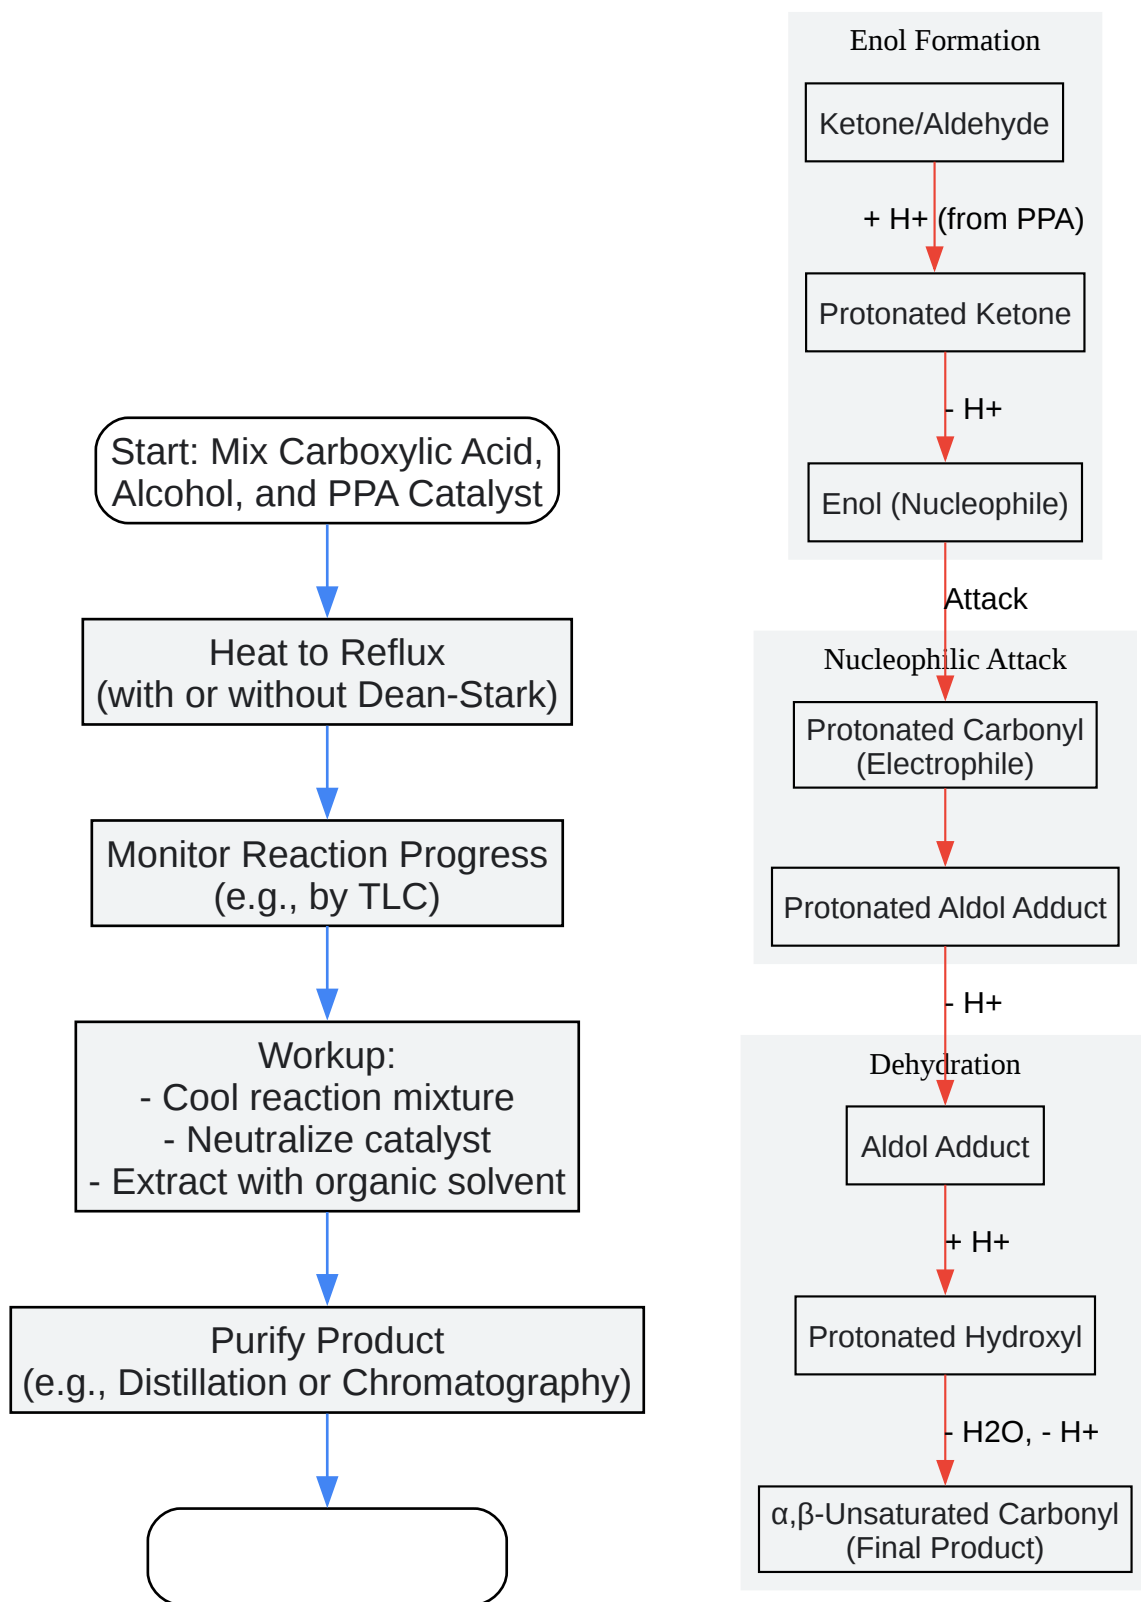 Start: Mix Carboxylic Acid,
Alcohol, and PPA Catalyst
Heat to Reflux
(with or without Dean-Stark)
Monitor Reaction Progress
(e.g., by TLC)
Workup:
- Cool reaction mixture
- Neutralize catalyst
- Extract with organic solvent
Purify Product
(e.g., Distillation or Chromatography)
Enol Formation
Ketone/Aldehyde
+ H+ (from PPA)
Protonated Ketone
- H+
Enol (Nucleophile)
Attack
Nucleophilic Attack
Protonated Carbonyl
(Electrophile)
Protonated Aldol Adduct
- H+
Dehydration
Aldol Adduct
+ H+
Protonated Hydroxyl
- H2O, - H+
α,β-Unsaturated Carbonyl
(Final Product)